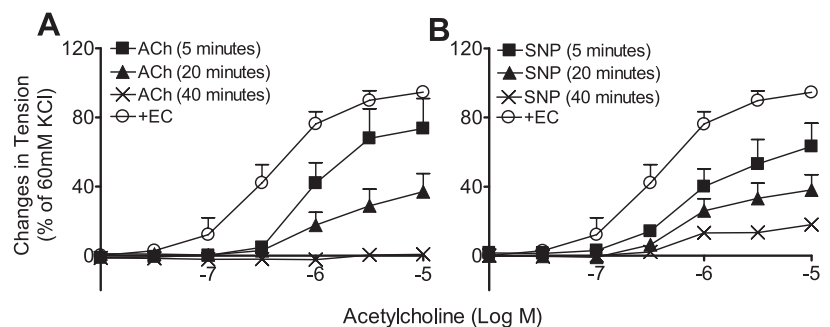 A
B
Changes in Tension
(% of 60mM KCl)
120
80
40
0
-7
-6
-5
ACh (5 minutes)
ACh (20 minutes)
ACh (40 minutes)
+EC
120
80
40
0
-7
-6
-5
SNP (5 minutes)
SNP (20 minutes)
SNP (40 minutes)
+EC
Acetylcholine (Log M)